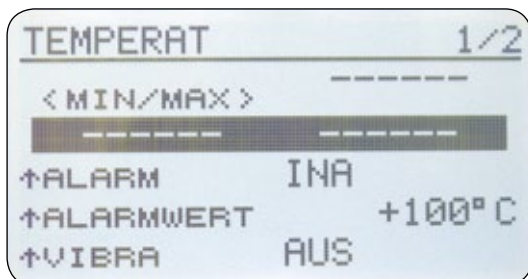 TEMPERAT 1/2
------
<MIN/MAX>
------ ------
↑ALARM INA
↑ALARMWERT +100°C
↑VIBRA AUS